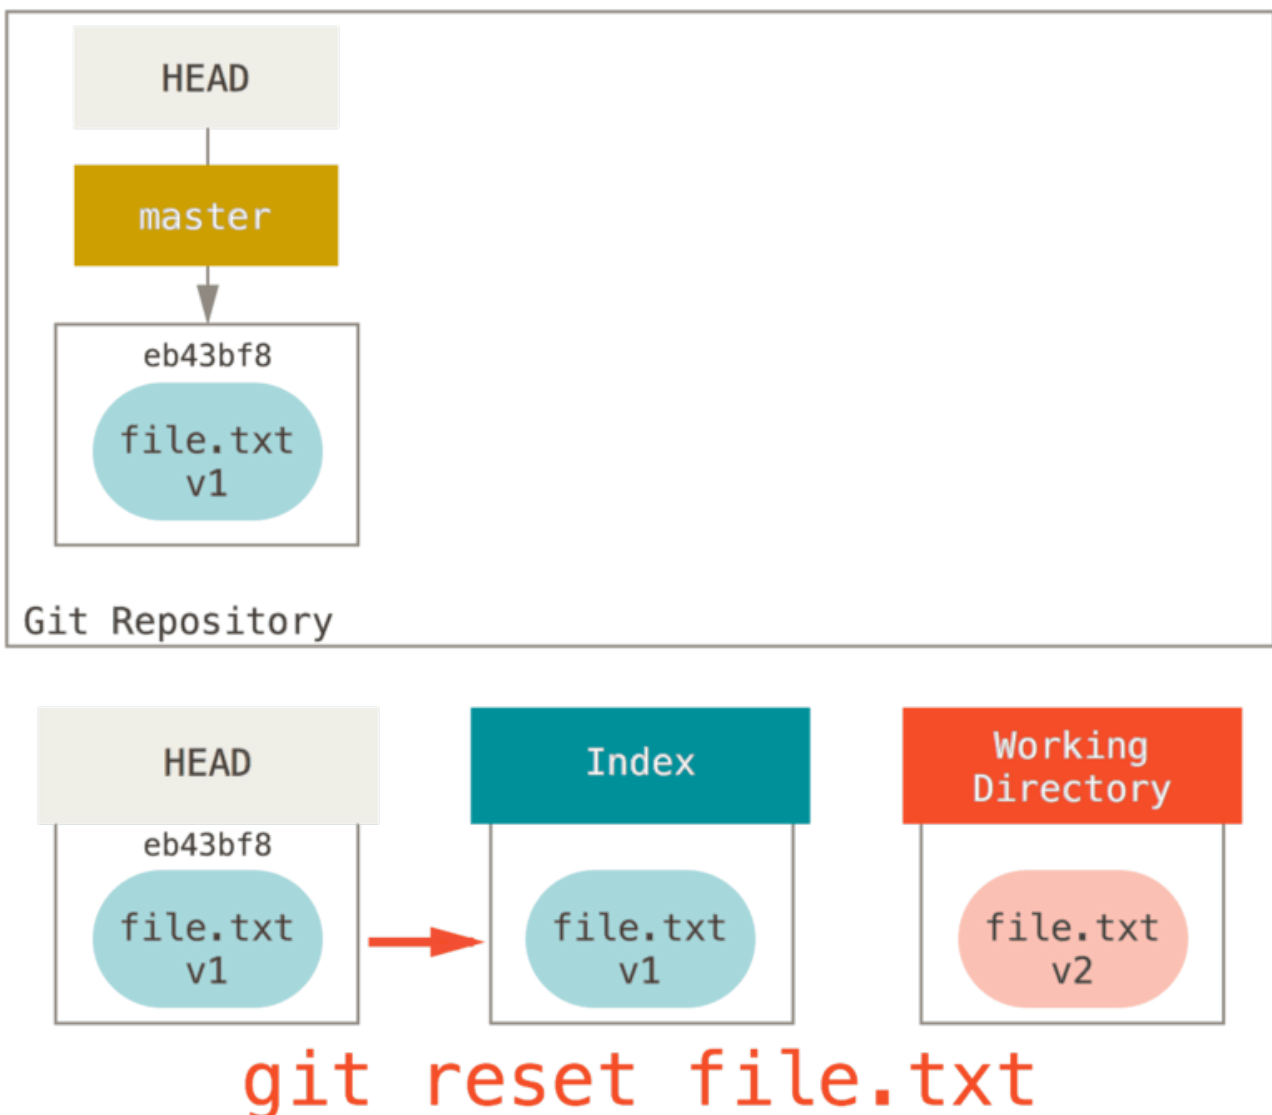 HEAD
master
eb43bf8
file.txt
v1
Git Repository
HEAD
Index
Working
Directory
eb43bf8
file.txt
v1
file.txt
v1
file.txt
v2
git reset file.txt